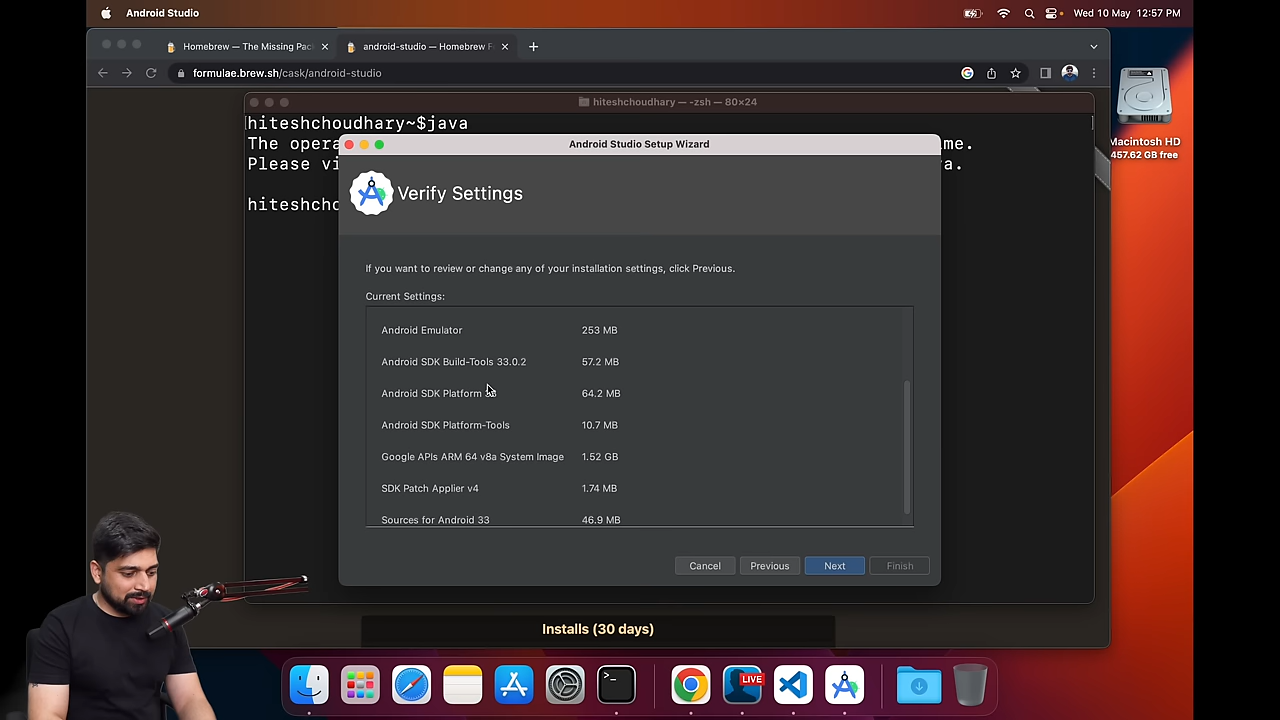 Android Studio
Wed 10 May 12:57 PM
Homebrew — The Missing Pac
android-studio — Homebrew F
formulae.brew.sh/cask/android-studio
hiteshchoudhary — -zsh — 80×24
Macintosh HD
457.62 GB free
hiteshchoudhary~$java
The opera
me.
Please vi
a.
hiteshcho
Android Studio Setup Wizard
Verify Settings
If you want to review or change any of your installation settings, click Previous.
Current Settings:
Android Emulator 253 MB
Android SDK Build-Tools 33.0.2 57.2 MB
Android SDK Platform 33 64.2 MB
Android SDK Platform-Tools 10.7 MB
Google APIs ARM 64 v8a System Image 1.52 GB
SDK Patch Applier v4 1.74 MB
Sources for Android 33 46.9 MB
Cancel Previous Next Finish
Installs (30 days)
LIVE